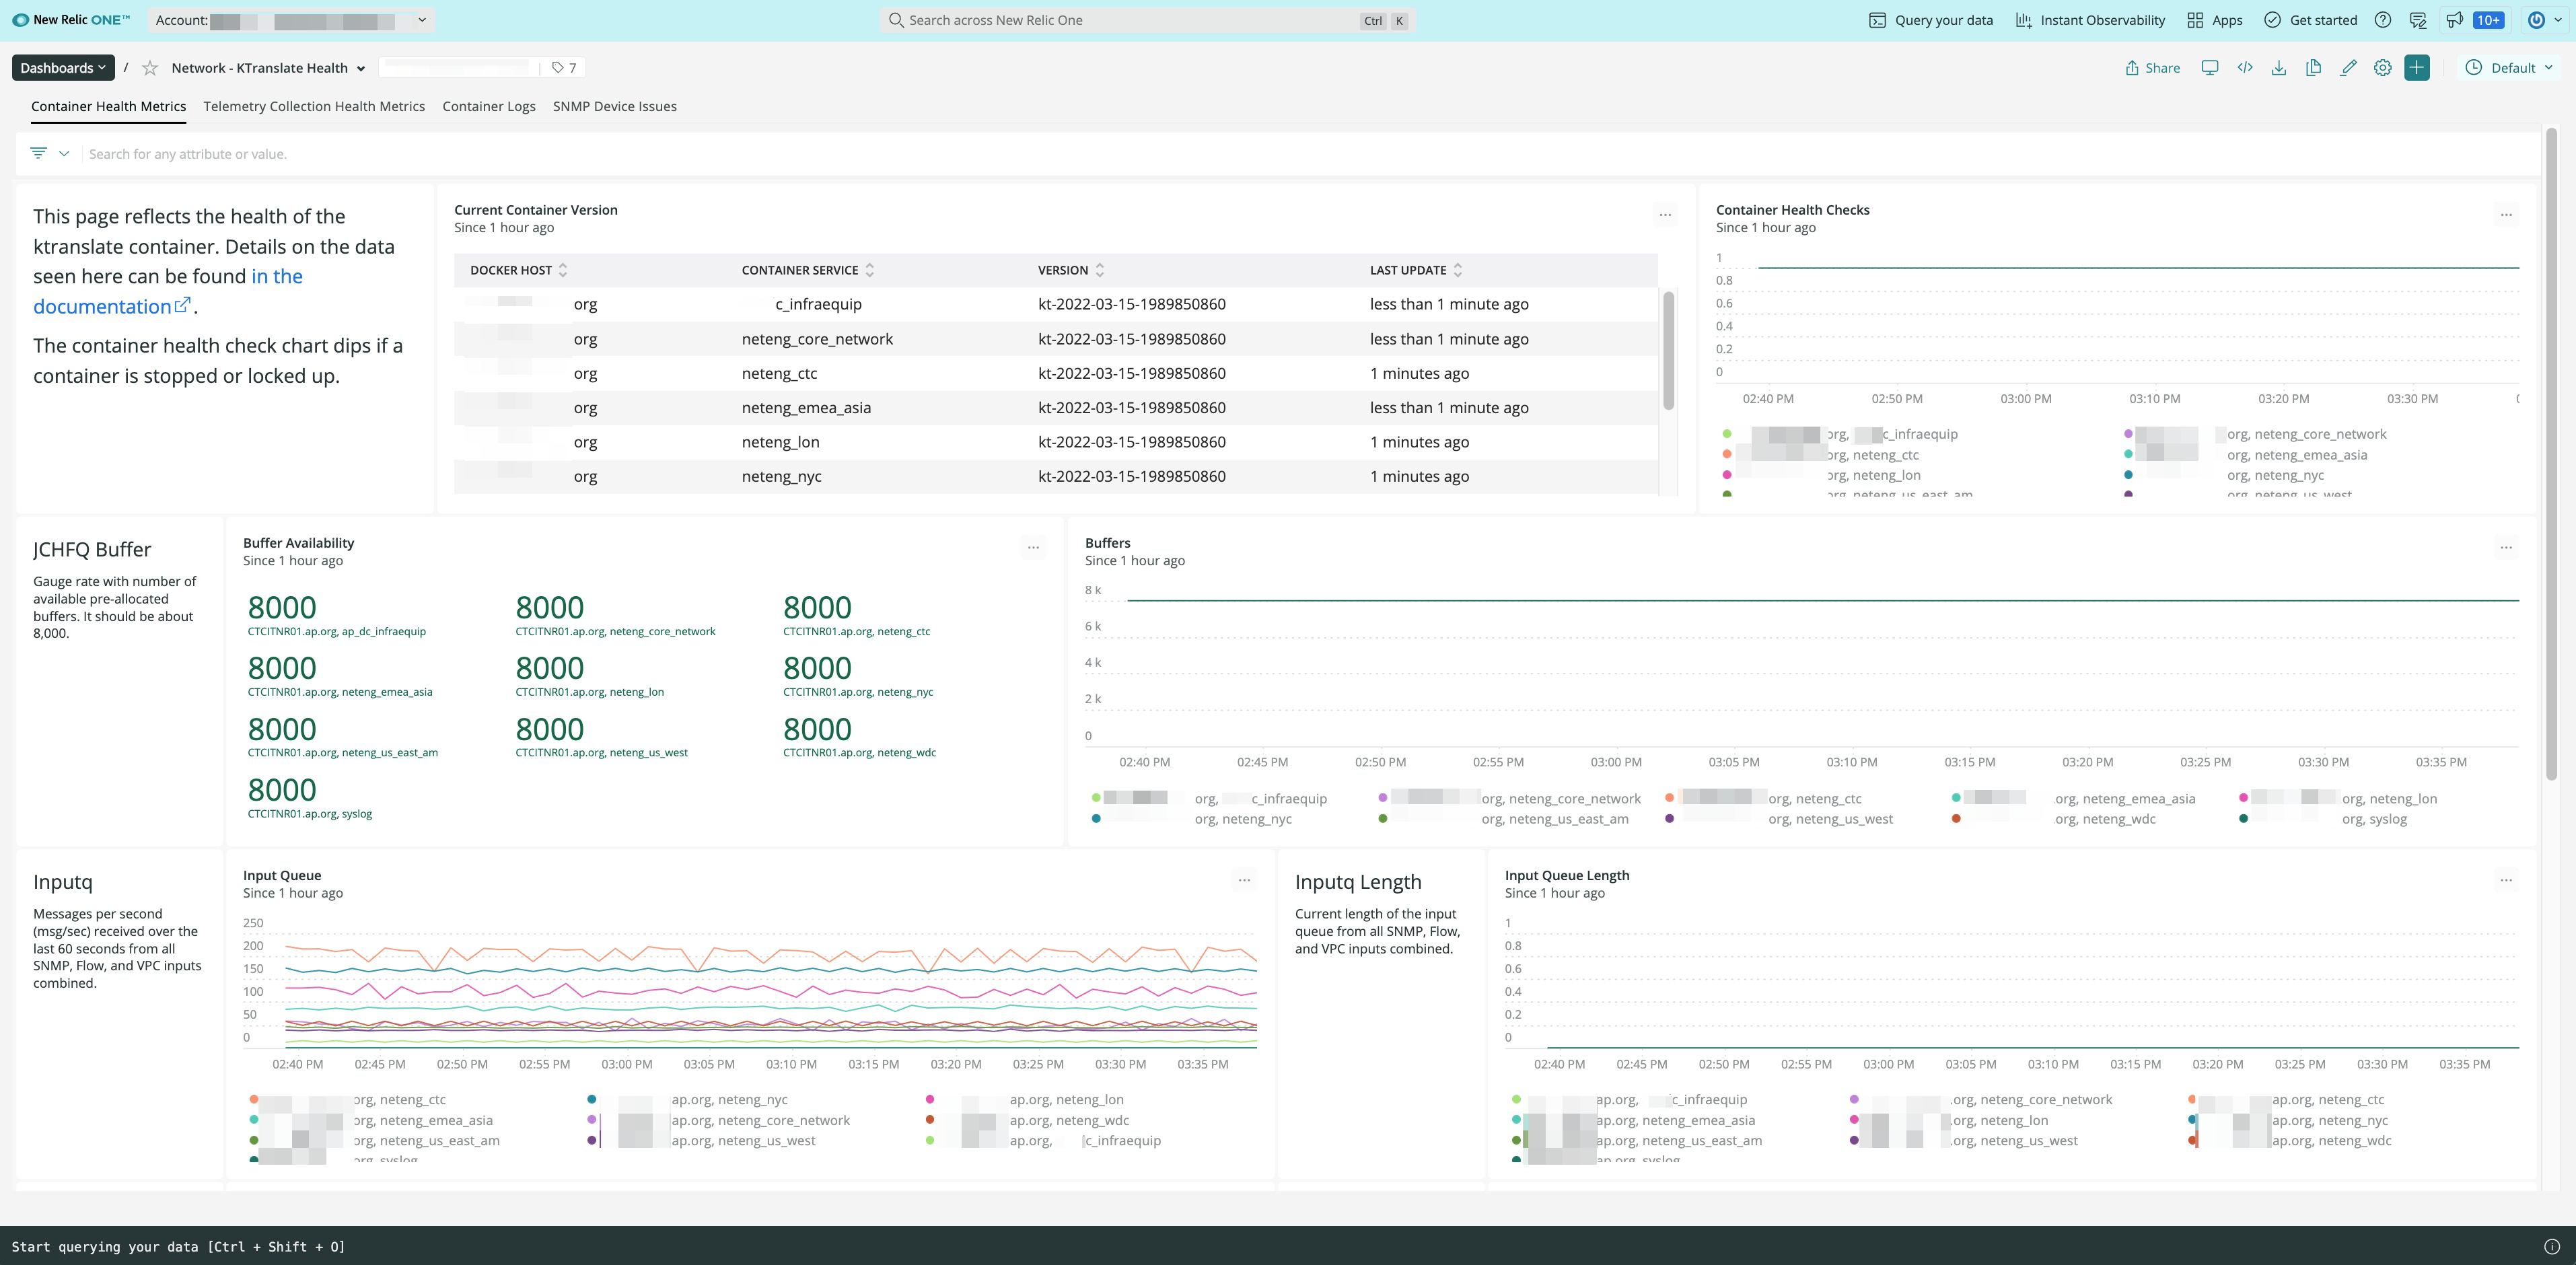 New Relic ONE™
Account:
Search across New Relic One
Ctrl K
Query your data
Instant Observability
Apps
Get started
10+
Dashboards / Network - KTranslate Health
7
Share
Default
Container Health Metrics
Telemetry Collection Health Metrics
Container Logs
SNMP Device Issues
Search for any attribute or value.
This page reflects the health of the
ktranslate container. Details on the data
seen here can be found in the
documentation.
The container health check chart dips if a
container is stopped or locked up.
Current Container Version
Since 1 hour ago
DOCKER HOST CONTAINER SERVICE VERSION LAST UPDATE
org c_infraequip kt-2022-03-15-1989850860 less than 1 minute ago
org neteng_core_network kt-2022-03-15-1989850860 less than 1 minute ago
org neteng_ctc kt-2022-03-15-1989850860 1 minutes ago
org neteng_emea_asia kt-2022-03-15-1989850860 less than 1 minute ago
org neteng_lon kt-2022-03-15-1989850860 1 minutes ago
org neteng_nyc kt-2022-03-15-1989850860 1 minutes ago
Container Health Checks
Since 1 hour ago
1
0.8
0.6
0.4
0.2
0
02:40 PM 02:50 PM 03:00 PM 03:10 PM 03:20 PM 03:30 PM
org, c_infraequip org, neteng_core_network
org, neteng_ctc org, neteng_emea_asia
org, neteng_lon org, neteng_nyc
org, neteng_us_east_am org, neteng_us_west
JCHFQ Buffer
Gauge rate with number of
available pre-allocated
buffers. It should be about
8,000.
Buffer Availability
Since 1 hour ago
8000 8000 8000
CTCITNR01.ap.org, ap_dc_infraequip CTCITNR01.ap.org, neteng_core_network CTCITNR01.ap.org, neteng_ctc
8000 8000 8000
CTCITNR01.ap.org, neteng_emea_asia CTCITNR01.ap.org, neteng_lon CTCITNR01.ap.org, neteng_nyc
8000 8000 8000
CTCITNR01.ap.org, neteng_us_east_am CTCITNR01.ap.org, neteng_us_west CTCITNR01.ap.org, neteng_wdc
8000
CTCITNR01.ap.org, syslog
Buffers
Since 1 hour ago
8 k
6 k
4 k
2 k
0
02:40 PM 02:45 PM 02:50 PM 02:55 PM 03:00 PM 03:05 PM 03:10 PM 03:15 PM 03:20 PM 03:25 PM 03:30 PM 03:35 PM
org, c_infraequip org, neteng_core_network org, neteng_ctc .org, neteng_emea_asia org, neteng_lon
org, neteng_nyc org, neteng_us_east_am org, neteng_us_west .org, neteng_wdc org, syslog
Inputq
Messages per second
(msg/sec) received over the
last 60 seconds from all
SNMP, Flow, and VPC inputs
combined.
Input Queue
Since 1 hour ago
250
200
150
100
50
0
02:40 PM 02:45 PM 02:50 PM 02:55 PM 03:00 PM 03:05 PM 03:10 PM 03:15 PM 03:20 PM 03:25 PM 03:30 PM 03:35 PM
org, neteng_ctc ap.org, neteng_nyc ap.org, neteng_lon
org, neteng_emea_asia ap.org, neteng_core_network ap.org, neteng_wdc
org, neteng_us_east_am ap.org, neteng_us_west ap.org, c_infraequip
org, syslog
Inputq Length
Current length of the input
queue from all SNMP, Flow,
and VPC inputs combined.
Input Queue Length
Since 1 hour ago
1
0.8
0.6
0.4
0.2
0
02:40 PM 02:45 PM 02:50 PM 02:55 PM 03:00 PM 03:05 PM 03:10 PM 03:15 PM 03:20 PM 03:25 PM 03:30 PM 03:35 PM
ap.org, c_infraequip .org, neteng_core_network ap.org, neteng_ctc
ap.org, neteng_emea_asia .org, neteng_lon ap.org, neteng_nyc
ap.org, neteng_us_east_am .org, neteng_us_west ap.org, neteng_wdc
ap.org, syslog
Start querying your data [Ctrl + Shift + O]